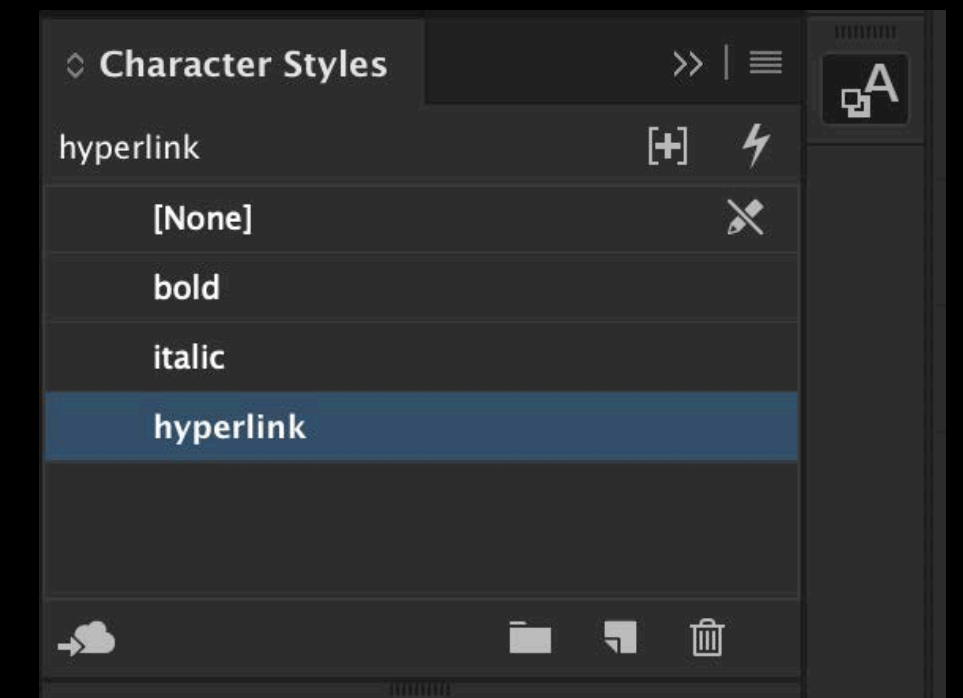 Character Styles
hyperlink
[None]
bold
italic
hyperlink